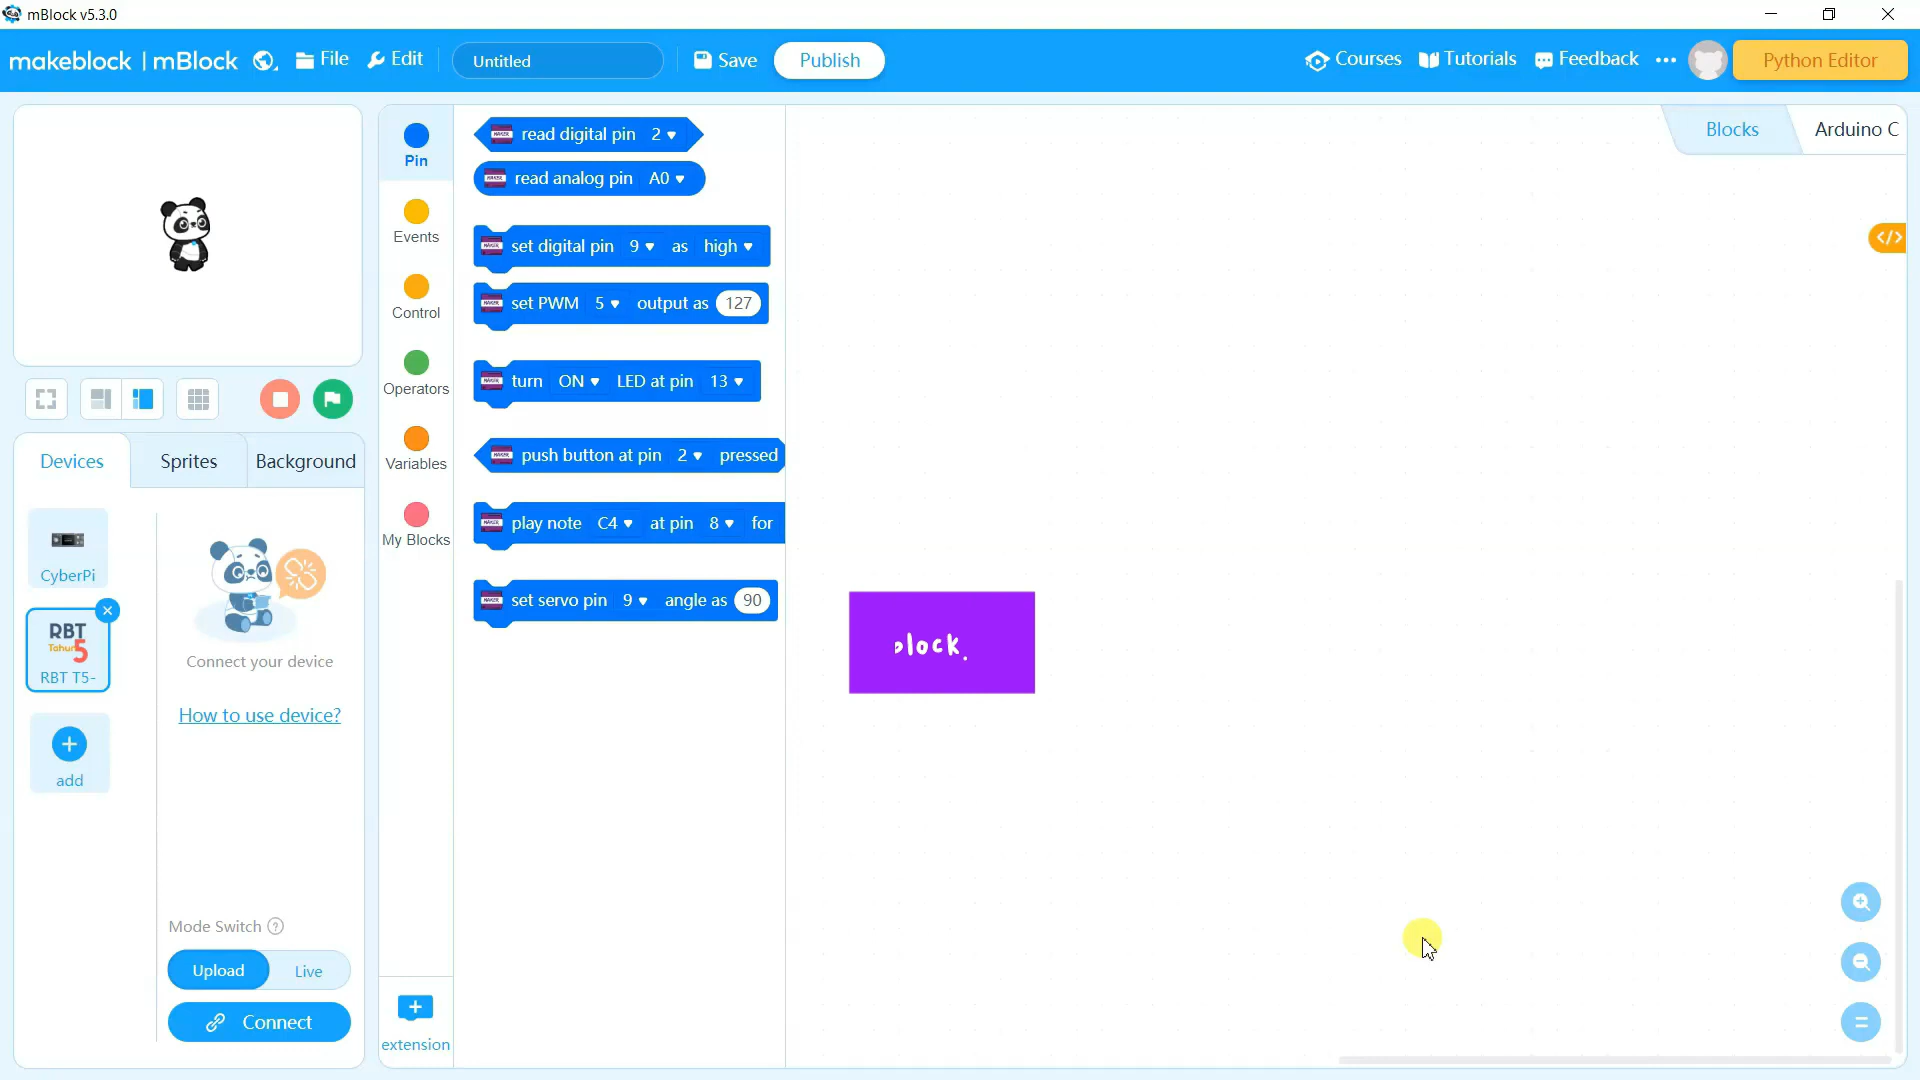 mBlock v5.3.0
makeblock | mBlock
File
Edit
Untitled
Save
Publish
Courses
Tutorials
Feedback
Python Editor
Pin
Events
Control
Operators
Variables
My Blocks
extension
read digital pin 2
read analog pin A0
set digital pin 9 as high
set PWM 5 output as 127
turn ON LED at pin 13
push button at pin 2 pressed
play note C4 at pin 8 for
set servo pin 9 angle as 90
Blocks
Arduino C
</>
Devices
Sprites
Background
CyberPi
RBT
Tahun 5
RBT T5-
add
Connect your device
How to use device?
Mode Switch ?
Upload
Live
Connect
lock.